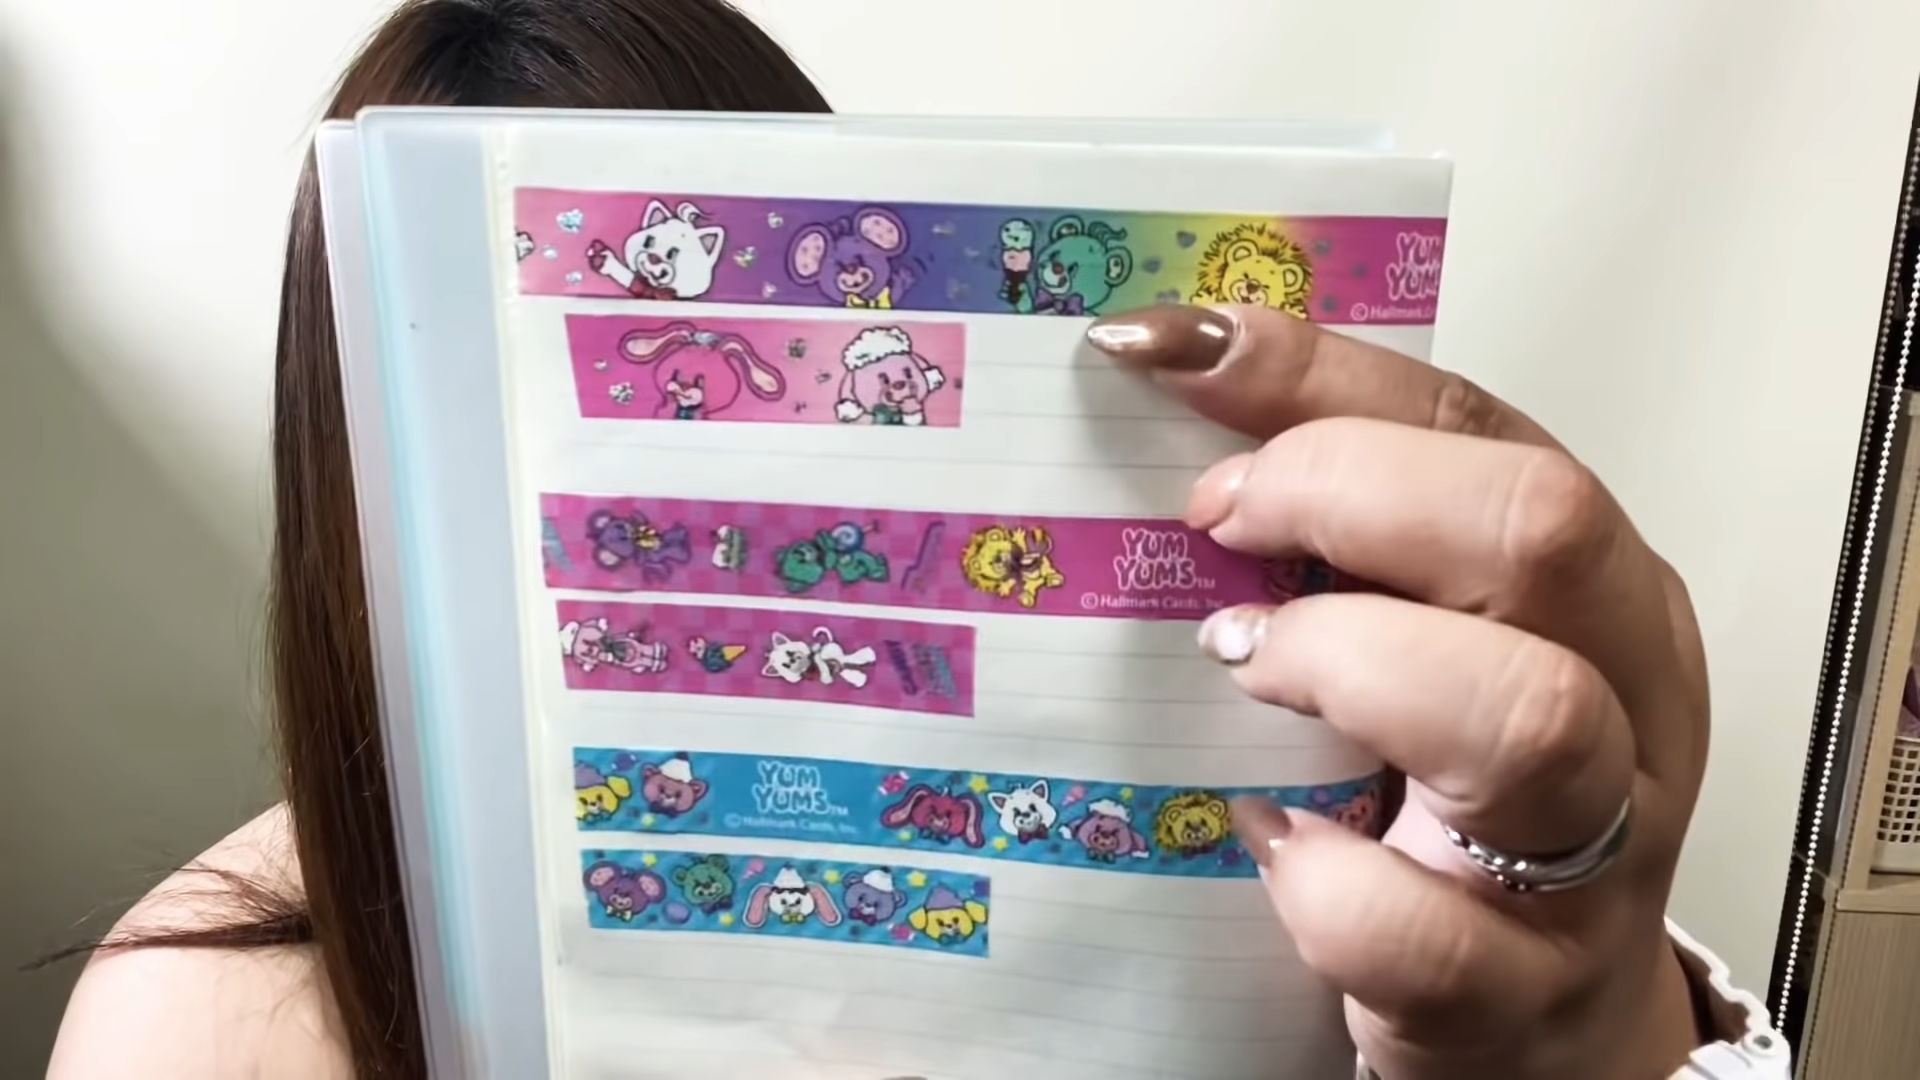 YUM
YUMS
©Hallmark
YUM
YUMS™
©Hallmark Cards, Inc.
YUM
YUMS™
©Hallmark Cards, Inc.